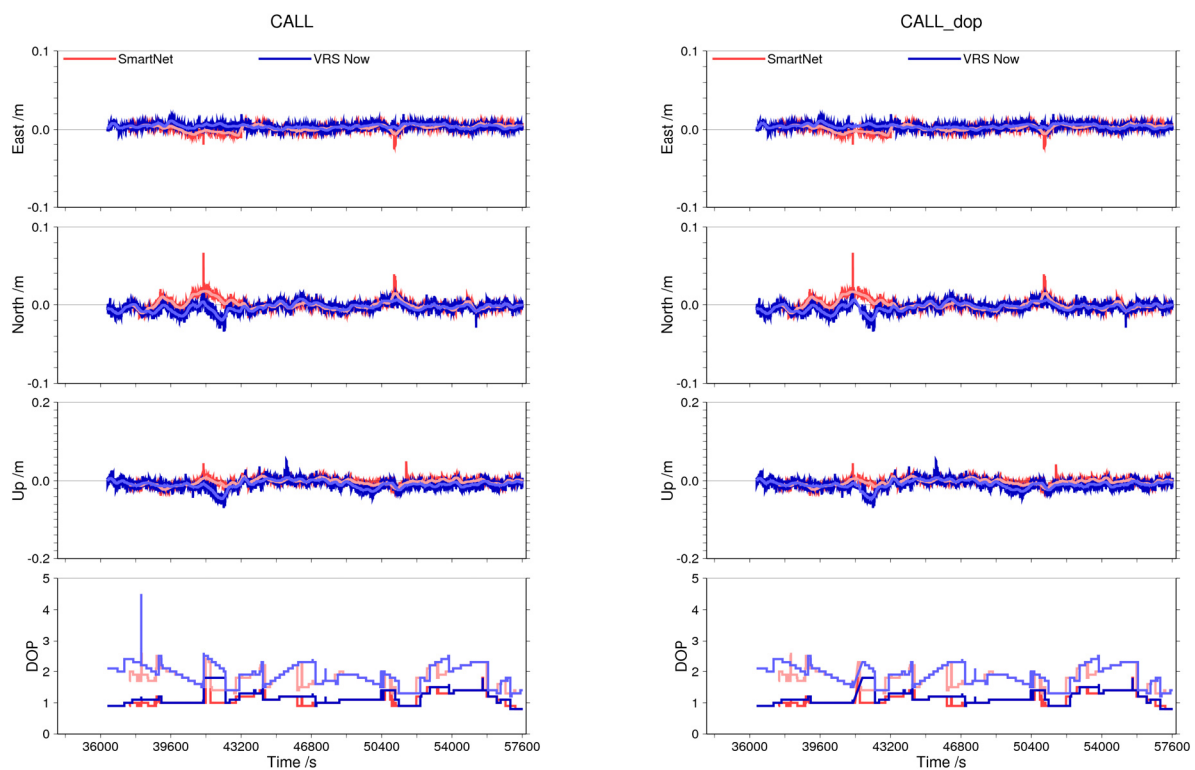 CALL
CALL_dop
0.1
0.0
-0.1
East /m
SmartNet
VRS Now
0.1
0.0
-0.1
East /m
SmartNet
VRS Now
0.1
0.0
-0.1
North /m
0.1
0.0
-0.1
North /m
0.2
0.0
-0.2
Up /m
0.2
0.0
-0.2
Up /m
5
4
3
2
1
0
DOP
5
4
3
2
1
0
DOP
36000 39600 43200 46800 50400 54000 57600
Time /s
36000 39600 43200 46800 50400 54000 57600
Time /s